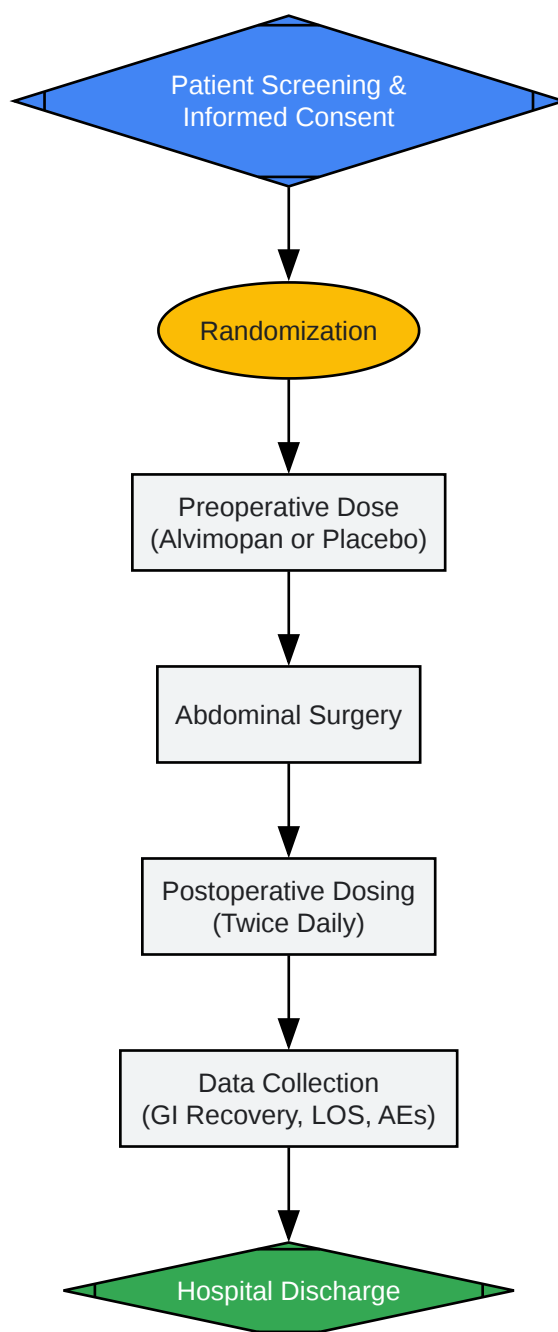 Patient Screening &
Informed Consent
Randomization
Preoperative Dose
(Alvimopan or Placebo)
Abdominal Surgery
Postoperative Dosing
(Twice Daily)
Data Collection
(GI Recovery, LOS, AEs)
Hospital Discharge